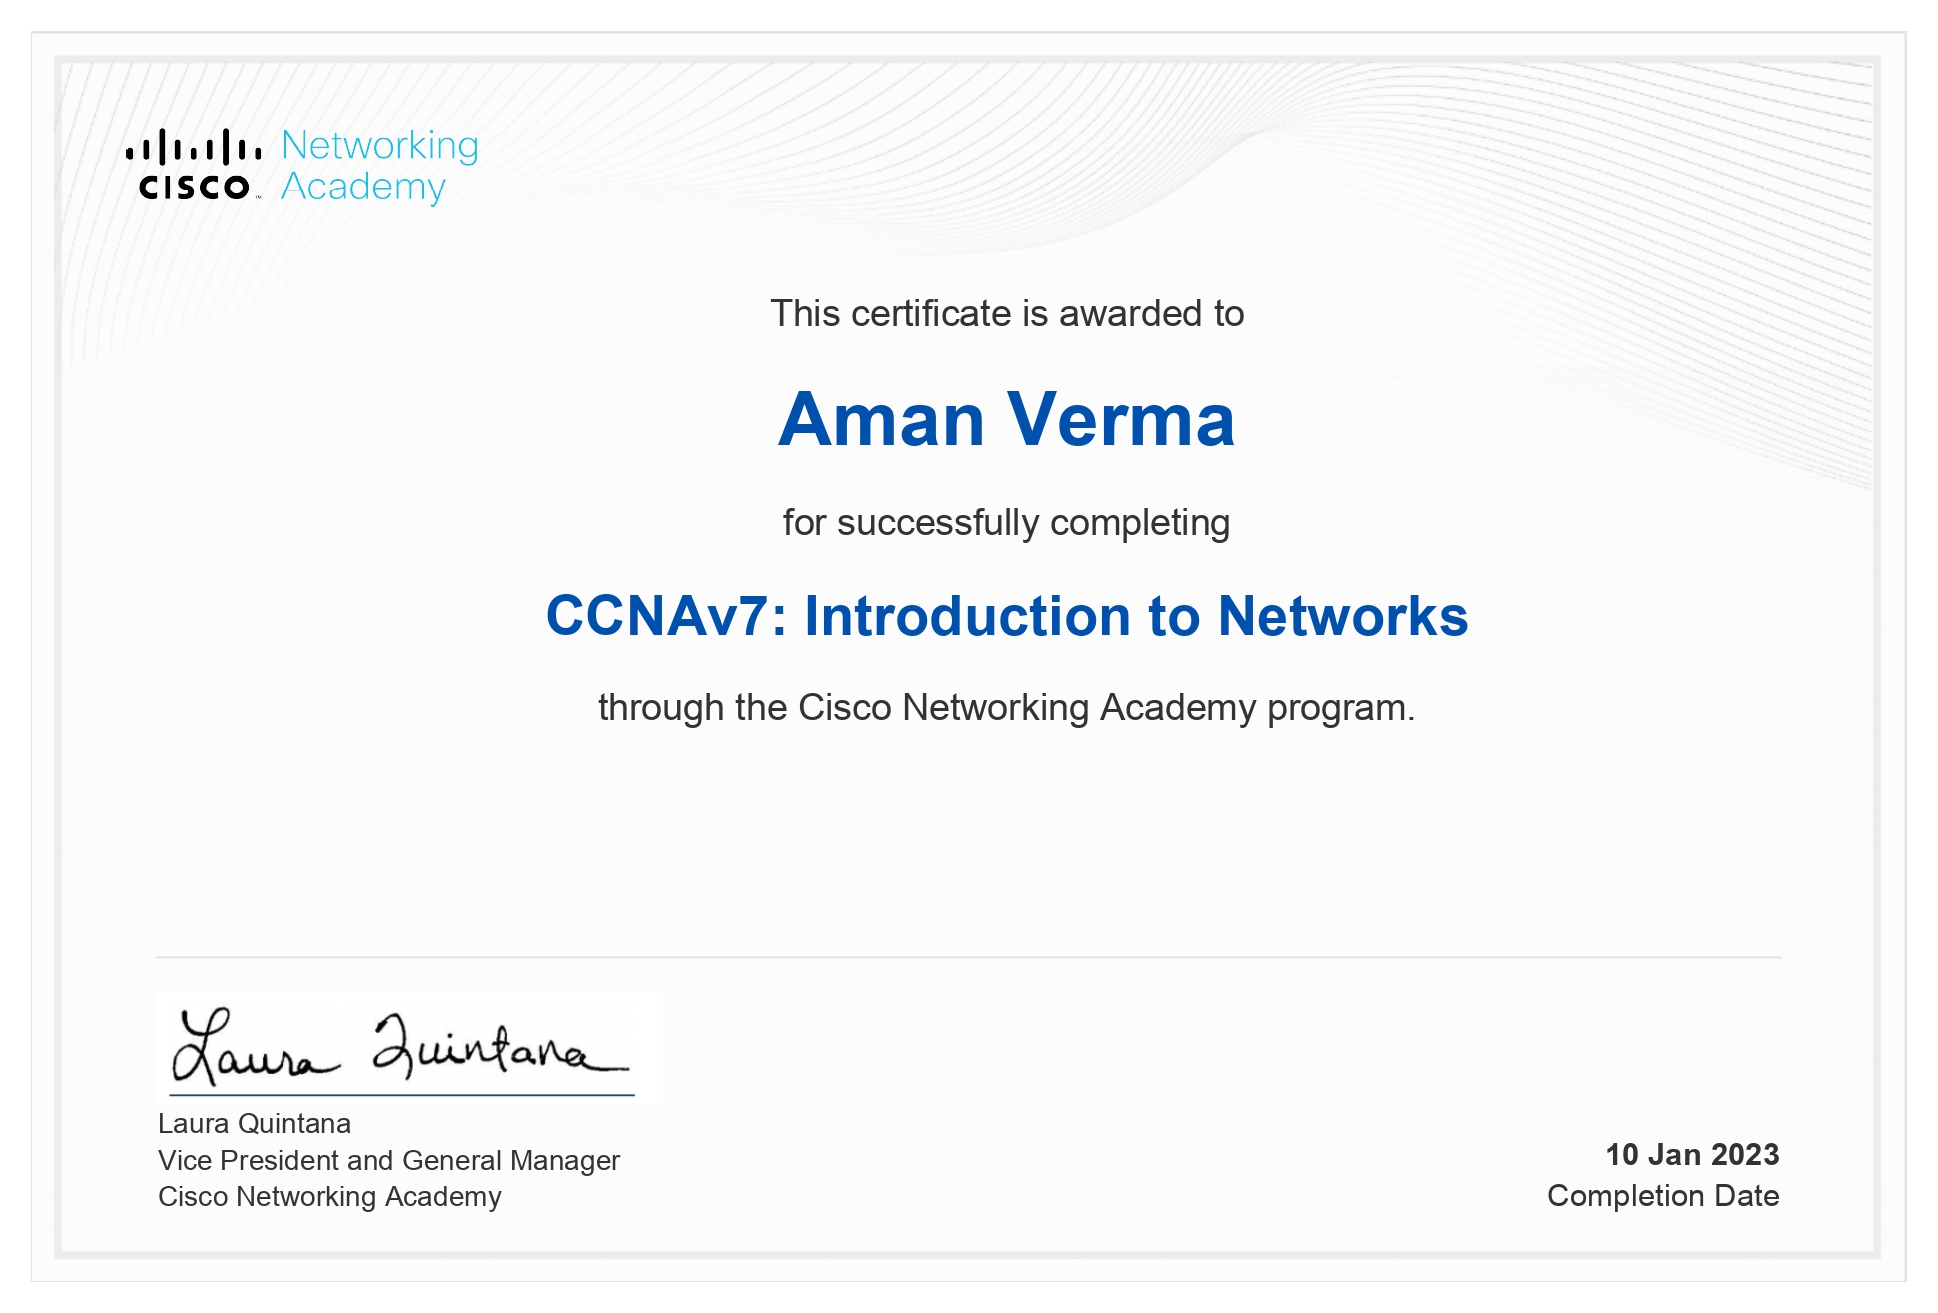 Networking
CISCO™ Academy
This certificate is awarded to
Aman Verma
for successfully completing
CCNAv7: Introduction to Networks
through the Cisco Networking Academy program.
Laura Quintana
Laura Quintana
Vice President and General Manager
Cisco Networking Academy
10 Jan 2023
Completion Date